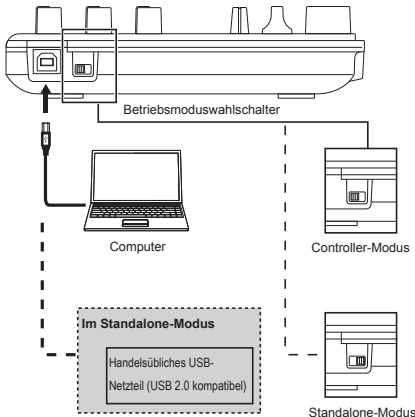 Betriebsmoduswahlschalter
Computer
Controller-Modus
Im Standalone-Modus
Handelsübliches USB-
Netzteil (USB 2.0 kompatibel)
Standalone-Modus